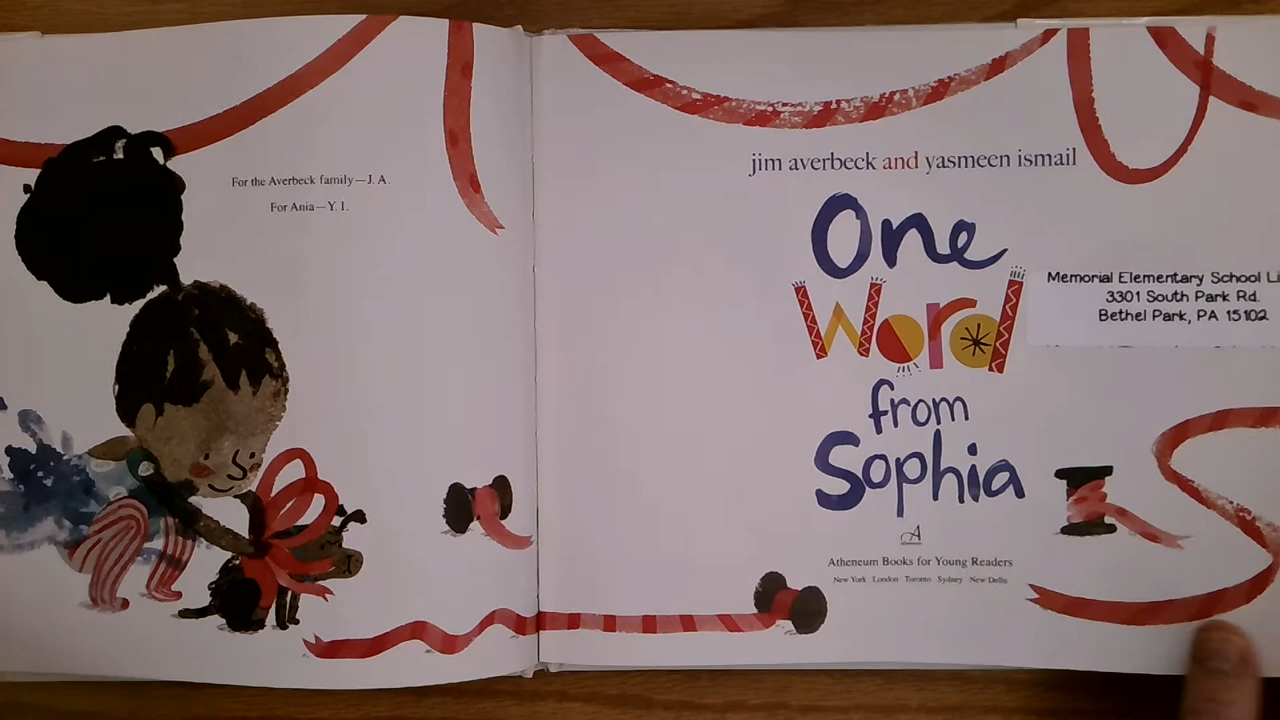 For the Averbeck family—J. A.
For Ania—Y. I.
jim averbeck and yasmeen ismail
One
Word
from
Sophia
Atheneum Books for Young Readers
New York London Toronto Sydney New Delhi
Memorial Elementary School Li
3301 South Park Rd.
Bethel Park, PA 15102